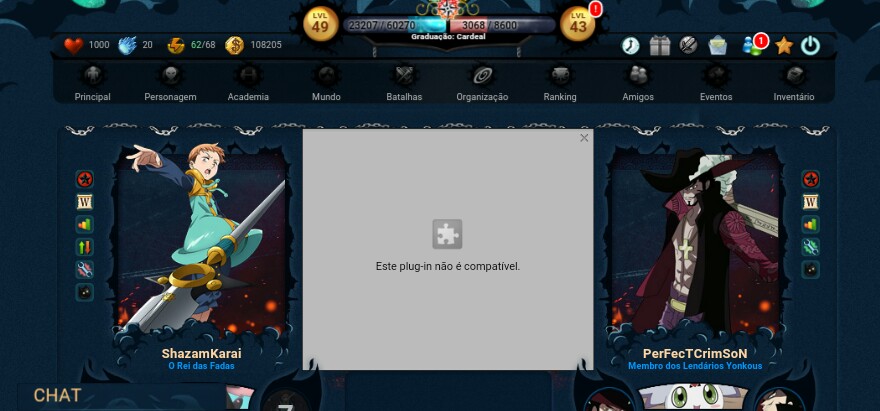 LVL
49
23207 / 60270
3068 / 8600
LVL
43
!
Graduação: Cardeal
1000
20
62/68
108205
1
Principal
Personagem
Academia
Mundo
Batalhas
Organização
Ranking
Amigos
Eventos
Inventário
W
W
Este plug-in não é compatível.
ShazamKarai
O Rei das Fadas
PerFecTCrimSoN
Membro dos Lendários Yonkous
CHAT
7